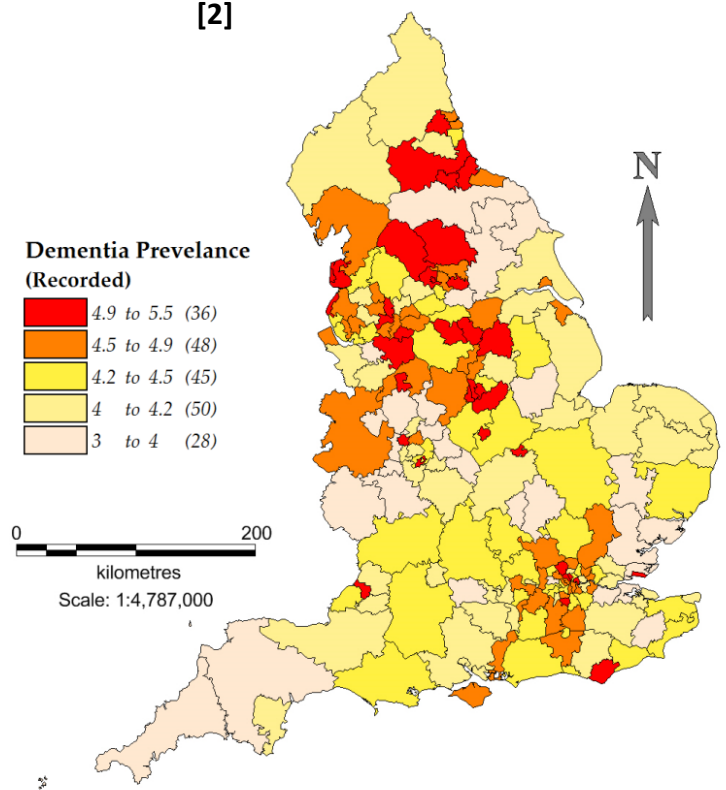 [2]
N
Dementia Prevelance
(Recorded)
4.9 to 5.5 (36)
4.5 to 4.9 (48)
4.2 to 4.5 (45)
4 to 4.2 (50)
3 to 4 (28)
0 200
kilometres
Scale: 1:4,787,000